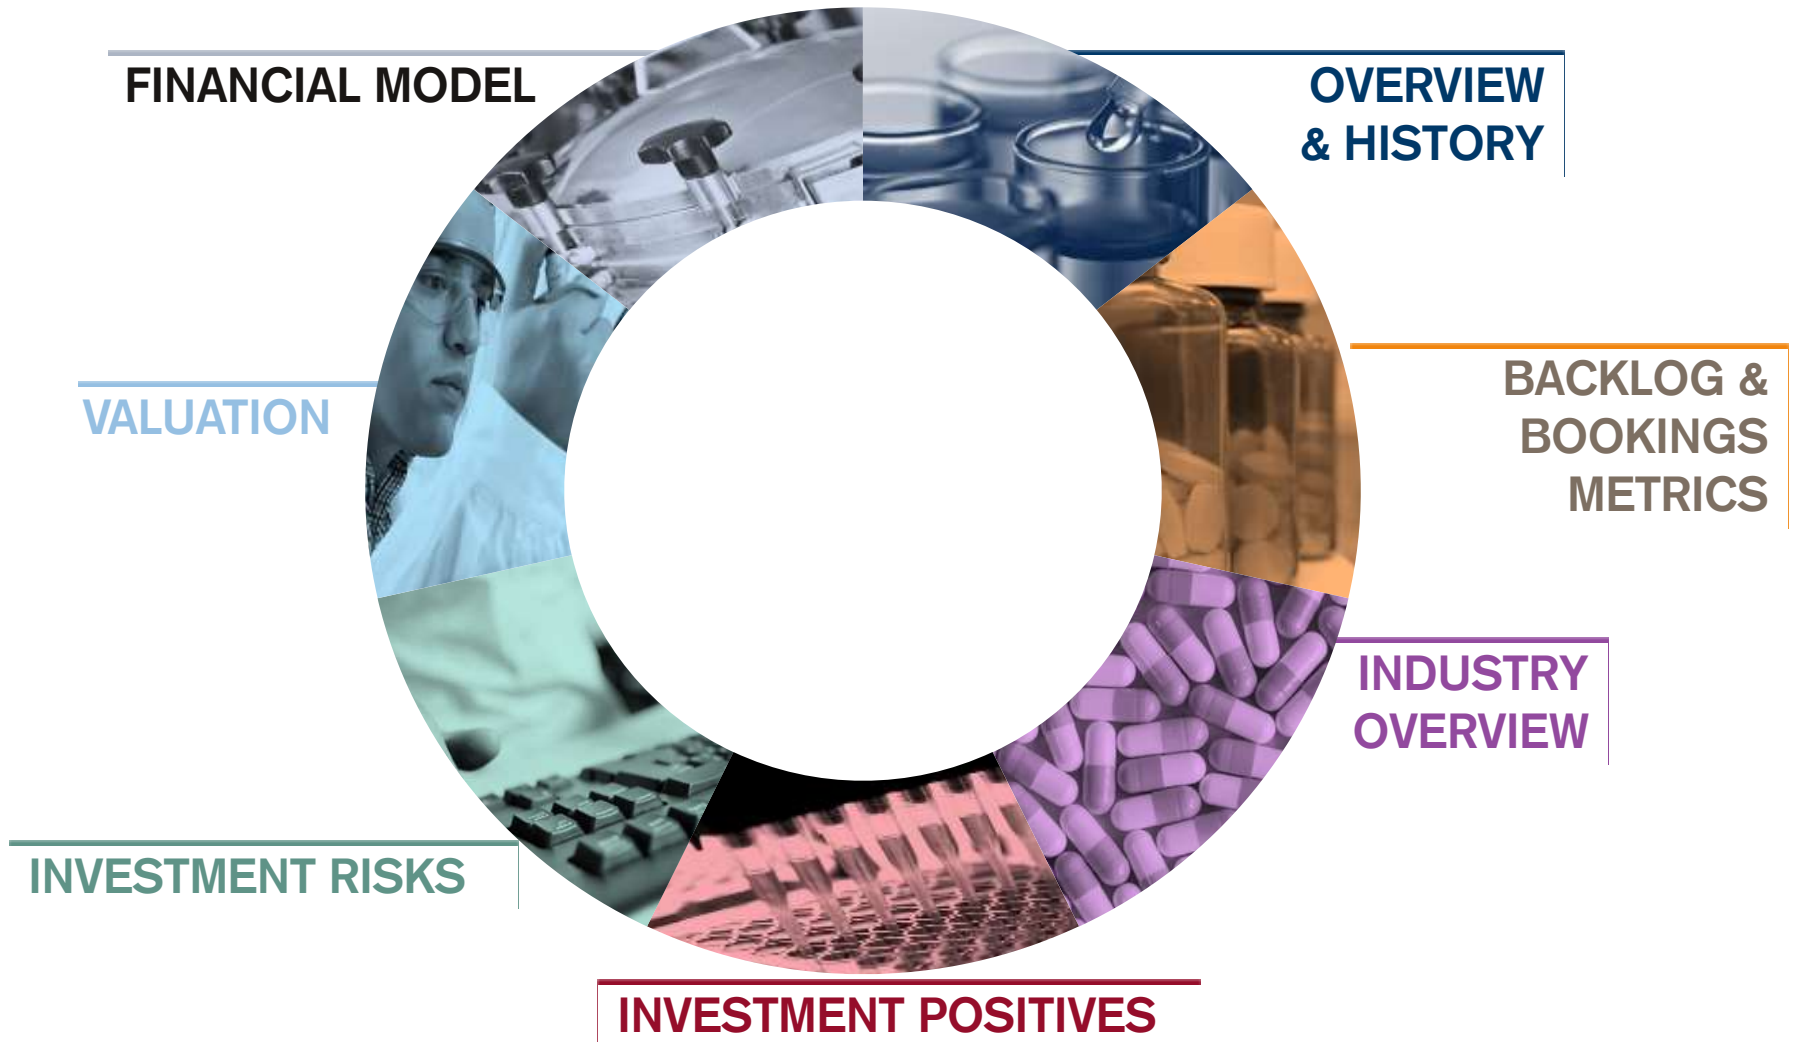 FINANCIAL MODEL
OVERVIEW
& HISTORY
BACKLOG &
BOOKINGS
METRICS
VALUATION
INDUSTRY
OVERVIEW
INVESTMENT RISKS
INVESTMENT POSITIVES